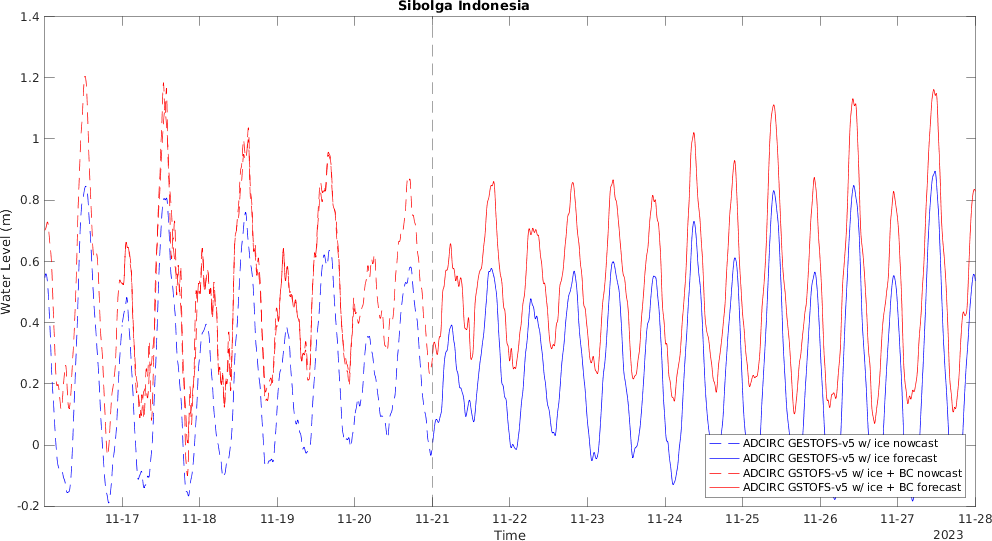 Sibolga Indonesia
1.4
1.2
1
0.8
0.6
0.4
0.2
0
-0.2
Water Level (m)
11-17 11-18 11-19 11-20 11-21 11-22 11-23 11-24 11-25 11-26 11-27 11-28
Time
2023
ADCIRC GESTOFS-v5 w/ ice nowcast
ADCIRC GESTOFS-v5 w/ ice forecast
ADCIRC GSTOFS-v5 w/ ice + BC nowcast
ADCIRC GSTOFS-v5 w/ ice + BC forecast